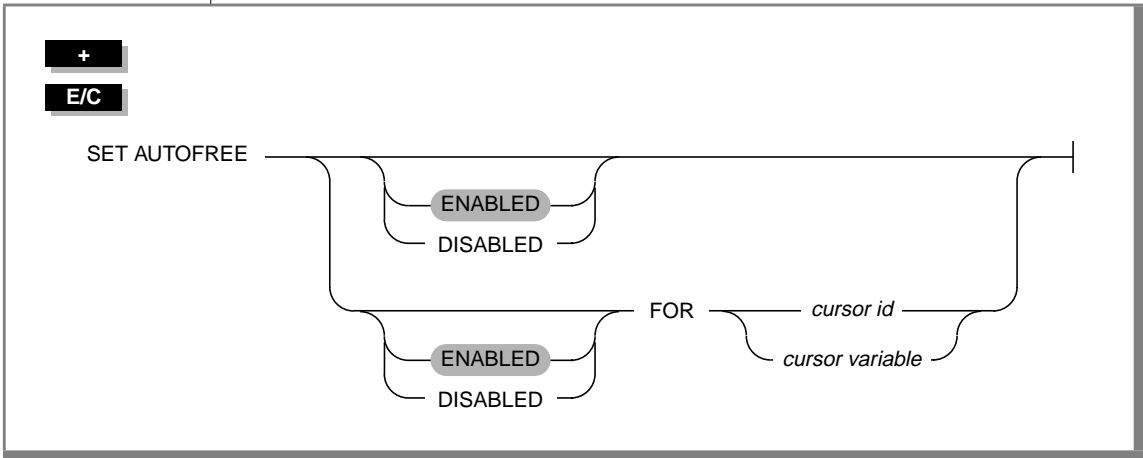 +
E/C
SET AUTOFREE
ENABLED
DISABLED
FOR cursor id
ENABLED cursor variable
DISABLED